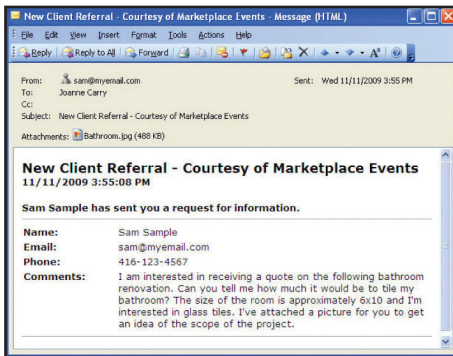 New Client Referral - Courtesy of Marketplace Events - Message (HTML)
File Edit View Insert Format Tools Actions Help
Reply Reply to All Forward
From: sam@myemail.com Sent: Wed 11/11/2009 3:55 PM
To: Joanne Carry
Cc:
Subject: New Client Referral - Courtesy of Marketplace Events
Attachments: Bathroom.jpg (488 KB)
New Client Referral - Courtesy of Marketplace Events
11/11/2009 3:55:08 PM
Sam Sample has sent you a request for information.
Name: Sam Sample
Email: sam@myemail.com
Phone: 416-123-4567
Comments: I am interested in receiving a quote on the following bathroom
renovation. Can you tell me how much it would be to tile my
bathroom? The size of the room is approximately 6x10 and I'm
interested in glass tiles. I've attached a picture for you to get
an idea of the scope of the project.